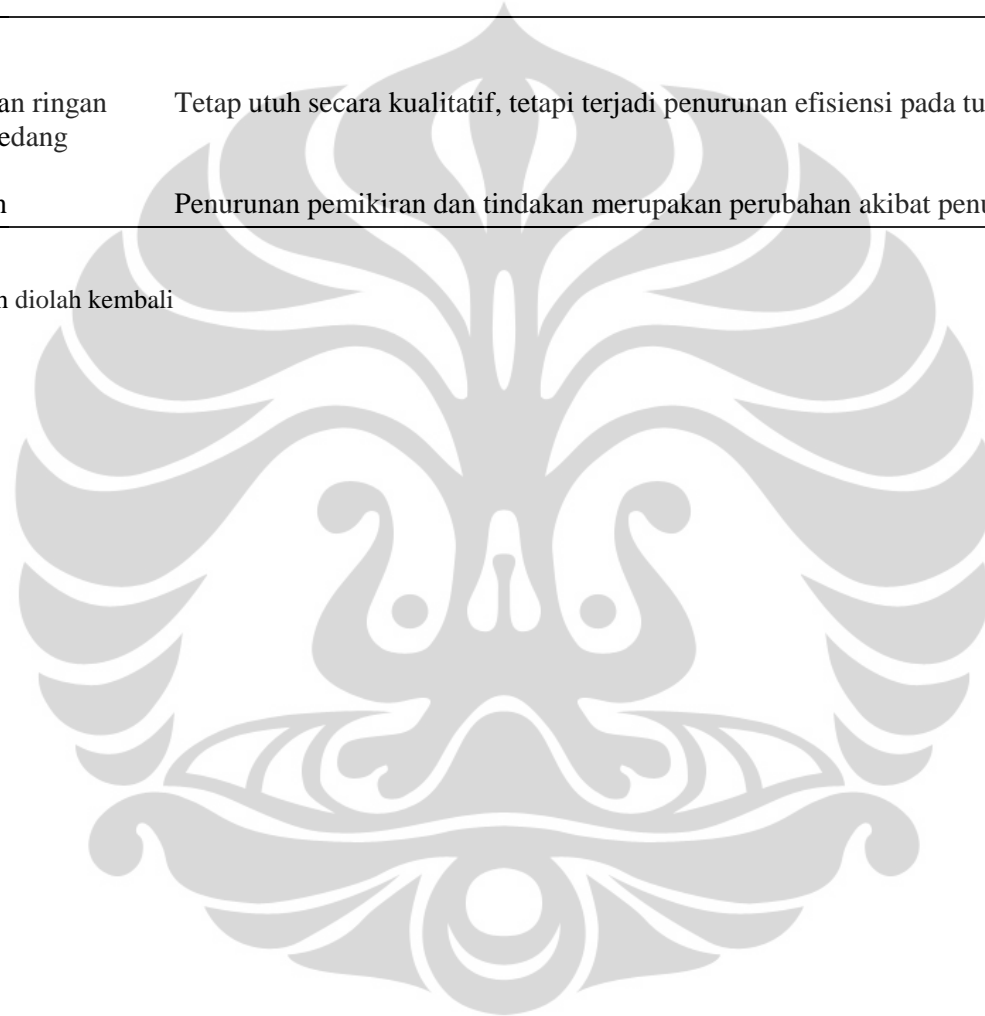 an ringan Tetap utuh secara kualitatif, tetapi terjadi penurunan efisiensi pada tu
edang
n Penurunan pemikiran dan tindakan merupakan perubahan akibat penu
n diolah kembali